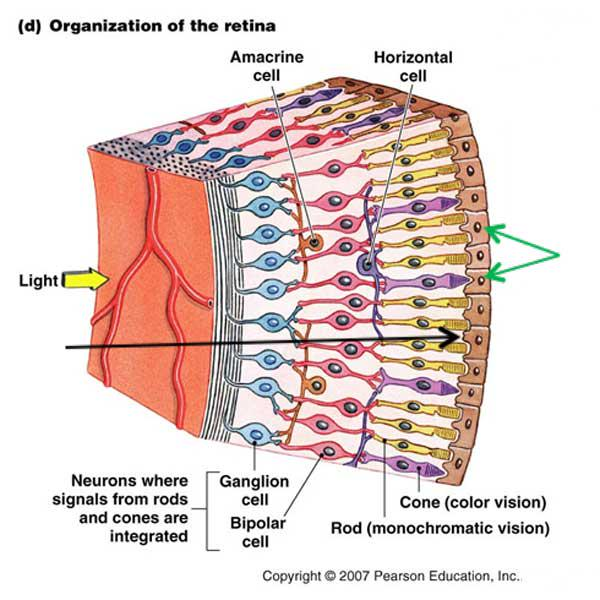 (d) Organization of the retina
Amacrine
cell
Horizontal
cell
Light
Neurons where
signals from rods
and cones are
integrated
Ganglion
cell
Bipolar
cell
Cone (color vision)
Rod (monochromatic vision)
Copyright © 2007 Pearson Education, Inc.